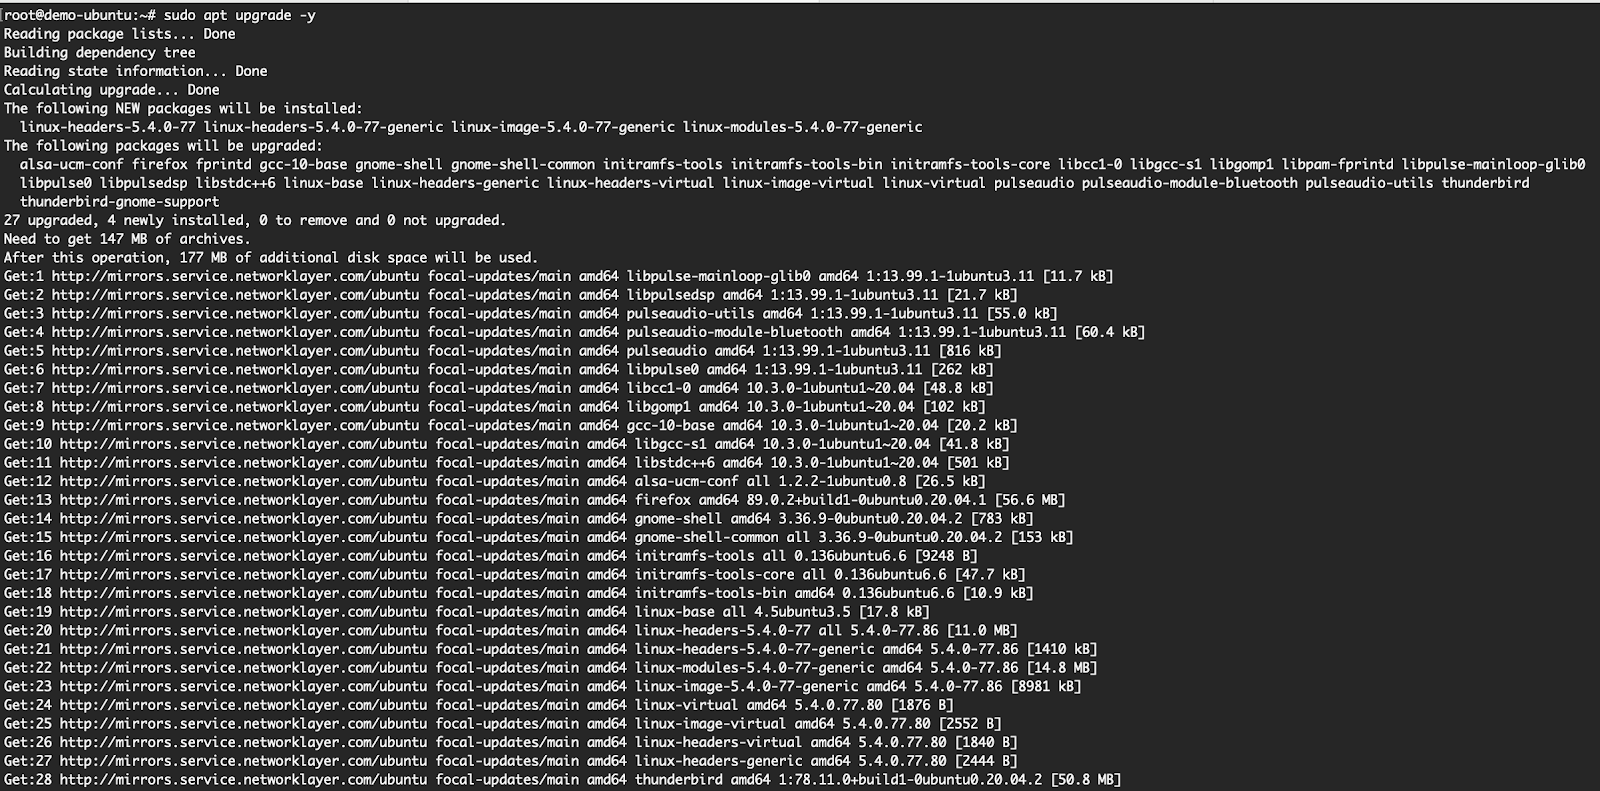 [root@demo-ubuntu:~# sudo apt upgrade -y
Reading package lists... Done
Building dependency tree
Reading state information... Done
Calculating upgrade... Done
The following NEW packages will be installed:
  linux-headers-5.4.0-77 linux-headers-5.4.0-77-generic linux-image-5.4.0-77-generic linux-modules-5.4.0-77-generic
The following packages will be upgraded:
  alsa-ucm-conf firefox fprintd gcc-10-base gnome-shell gnome-shell-common initramfs-tools initramfs-tools-bin initramfs-tools-core libcc1-0 libgcc-s1 libgomp1 libpam-fprintd libpulse-mainloop-glib0
  libpulse0 libpulsedsp libstdc++6 linux-base linux-headers-generic linux-headers-virtual linux-image-virtual linux-virtual pulseaudio pulseaudio-module-bluetooth pulseaudio-utils thunderbird
  thunderbird-gnome-support
27 upgraded, 4 newly installed, 0 to remove and 0 not upgraded.
Need to get 147 MB of archives.
After this operation, 177 MB of additional disk space will be used.
Get:1 http://mirrors.service.networklayer.com/ubuntu focal-updates/main amd64 libpulse-mainloop-glib0 amd64 1:13.99.1-1ubuntu3.11 [11.7 kB]
Get:2 http://mirrors.service.networklayer.com/ubuntu focal-updates/main amd64 libpulsedsp amd64 1:13.99.1-1ubuntu3.11 [21.7 kB]
Get:3 http://mirrors.service.networklayer.com/ubuntu focal-updates/main amd64 pulseaudio-utils amd64 1:13.99.1-1ubuntu3.11 [55.0 kB]
Get:4 http://mirrors.service.networklayer.com/ubuntu focal-updates/main amd64 pulseaudio-module-bluetooth amd64 1:13.99.1-1ubuntu3.11 [60.4 kB]
Get:5 http://mirrors.service.networklayer.com/ubuntu focal-updates/main amd64 pulseaudio amd64 1:13.99.1-1ubuntu3.11 [816 kB]
Get:6 http://mirrors.service.networklayer.com/ubuntu focal-updates/main amd64 libpulse0 amd64 1:13.99.1-1ubuntu3.11 [262 kB]
Get:7 http://mirrors.service.networklayer.com/ubuntu focal-updates/main amd64 libcc1-0 amd64 10.3.0-1ubuntu1~20.04 [48.8 kB]
Get:8 http://mirrors.service.networklayer.com/ubuntu focal-updates/main amd64 libgomp1 amd64 10.3.0-1ubuntu1~20.04 [102 kB]
Get:9 http://mirrors.service.networklayer.com/ubuntu focal-updates/main amd64 gcc-10-base amd64 10.3.0-1ubuntu1~20.04 [20.2 kB]
Get:10 http://mirrors.service.networklayer.com/ubuntu focal-updates/main amd64 libgcc-s1 amd64 10.3.0-1ubuntu1~20.04 [41.8 kB]
Get:11 http://mirrors.service.networklayer.com/ubuntu focal-updates/main amd64 libstdc++6 amd64 10.3.0-1ubuntu1~20.04 [501 kB]
Get:12 http://mirrors.service.networklayer.com/ubuntu focal-updates/main amd64 alsa-ucm-conf all 1.2.2-1ubuntu0.8 [26.5 kB]
Get:13 http://mirrors.service.networklayer.com/ubuntu focal-updates/main amd64 firefox amd64 89.0.2+build1-0ubuntu0.20.04.1 [56.6 MB]
Get:14 http://mirrors.service.networklayer.com/ubuntu focal-updates/main amd64 gnome-shell amd64 3.36.9-0ubuntu0.20.04.2 [783 kB]
Get:15 http://mirrors.service.networklayer.com/ubuntu focal-updates/main amd64 gnome-shell-common all 3.36.9-0ubuntu0.20.04.2 [153 kB]
Get:16 http://mirrors.service.networklayer.com/ubuntu focal-updates/main amd64 initramfs-tools all 0.136ubuntu6.6 [9248 B]
Get:17 http://mirrors.service.networklayer.com/ubuntu focal-updates/main amd64 initramfs-tools-core all 0.136ubuntu6.6 [47.7 kB]
Get:18 http://mirrors.service.networklayer.com/ubuntu focal-updates/main amd64 initramfs-tools-bin amd64 0.136ubuntu6.6 [10.9 kB]
Get:19 http://mirrors.service.networklayer.com/ubuntu focal-updates/main amd64 linux-base all 4.5ubuntu3.5 [17.8 kB]
Get:20 http://mirrors.service.networklayer.com/ubuntu focal-updates/main amd64 linux-headers-5.4.0-77 all 5.4.0-77.86 [11.0 MB]
Get:21 http://mirrors.service.networklayer.com/ubuntu focal-updates/main amd64 linux-headers-5.4.0-77-generic amd64 5.4.0-77.86 [1410 kB]
Get:22 http://mirrors.service.networklayer.com/ubuntu focal-updates/main amd64 linux-modules-5.4.0-77-generic amd64 5.4.0-77.86 [14.8 MB]
Get:23 http://mirrors.service.networklayer.com/ubuntu focal-updates/main amd64 linux-image-5.4.0-77-generic amd64 5.4.0-77.86 [8981 kB]
Get:24 http://mirrors.service.networklayer.com/ubuntu focal-updates/main amd64 linux-virtual amd64 5.4.0.77.80 [1876 B]
Get:25 http://mirrors.service.networklayer.com/ubuntu focal-updates/main amd64 linux-image-virtual amd64 5.4.0.77.80 [2552 B]
Get:26 http://mirrors.service.networklayer.com/ubuntu focal-updates/main amd64 linux-headers-virtual amd64 5.4.0.77.80 [1840 B]
Get:27 http://mirrors.service.networklayer.com/ubuntu focal-updates/main amd64 linux-headers-generic amd64 5.4.0.77.80 [2444 B]
Get:28 http://mirrors.service.networklayer.com/ubuntu focal-updates/main amd64 thunderbird amd64 1:78.11.0+build1-0ubuntu0.20.04.2 [50.8 MB]